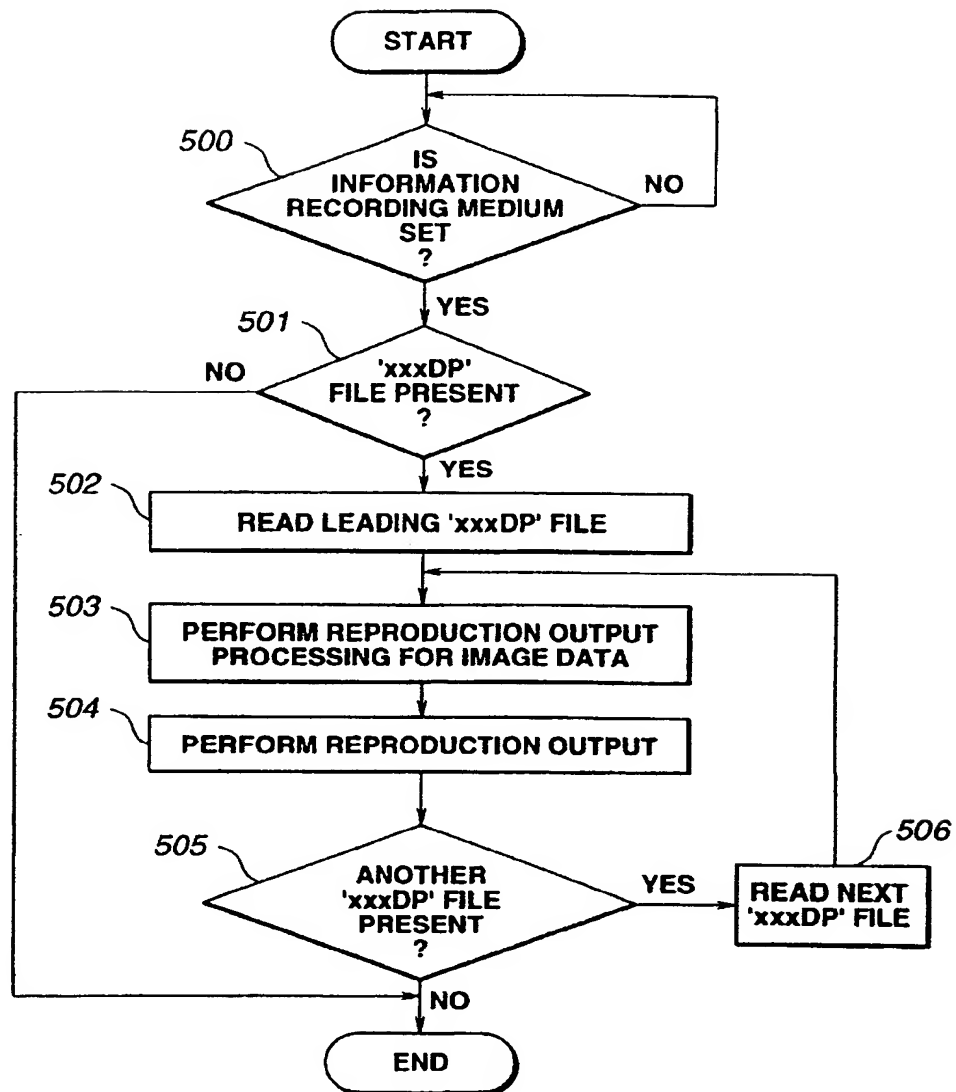 START
500
IS
INFORMATION
RECORDING MEDIUM
SET
?
NO
YES
501
'xxxDP'
FILE PRESENT
?
NO
YES
502
READ LEADING 'xxxDP' FILE
503
PERFORM REPRODUCTION OUTPUT
PROCESSING FOR IMAGE DATA
504
PERFORM REPRODUCTION OUTPUT
505
ANOTHER
'xxxDP' FILE
PRESENT
?
YES
506
READ NEXT
'xxxDP' FILE
NO
END